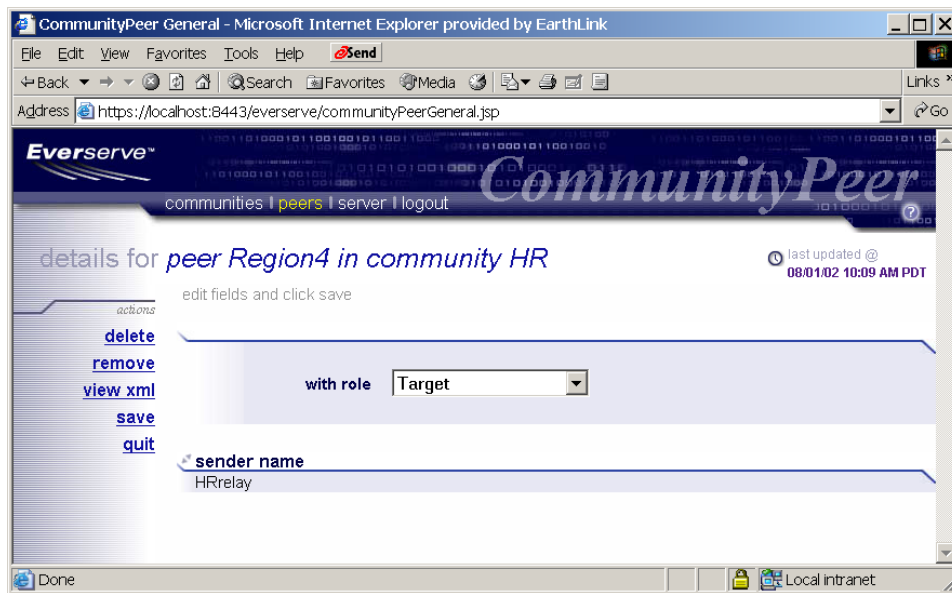 CommunityPeer General - Microsoft Internet Explorer provided by EarthLink
File Edit View Favorites Tools Help Send
Back Search Favorites Media Links »
Address https://localhost:8443/everserve/communityPeerGeneral.jsp Go
Everserve™
CommunityPeer
communities | peers | server | logout
?
details for peer Region4 in community HR
last updated @
08/01/02 10:09 AM PDT
edit fields and click save
actions
delete
remove
view xml
save
quit
with role Target
sender name
HRrelay
Done Local intranet